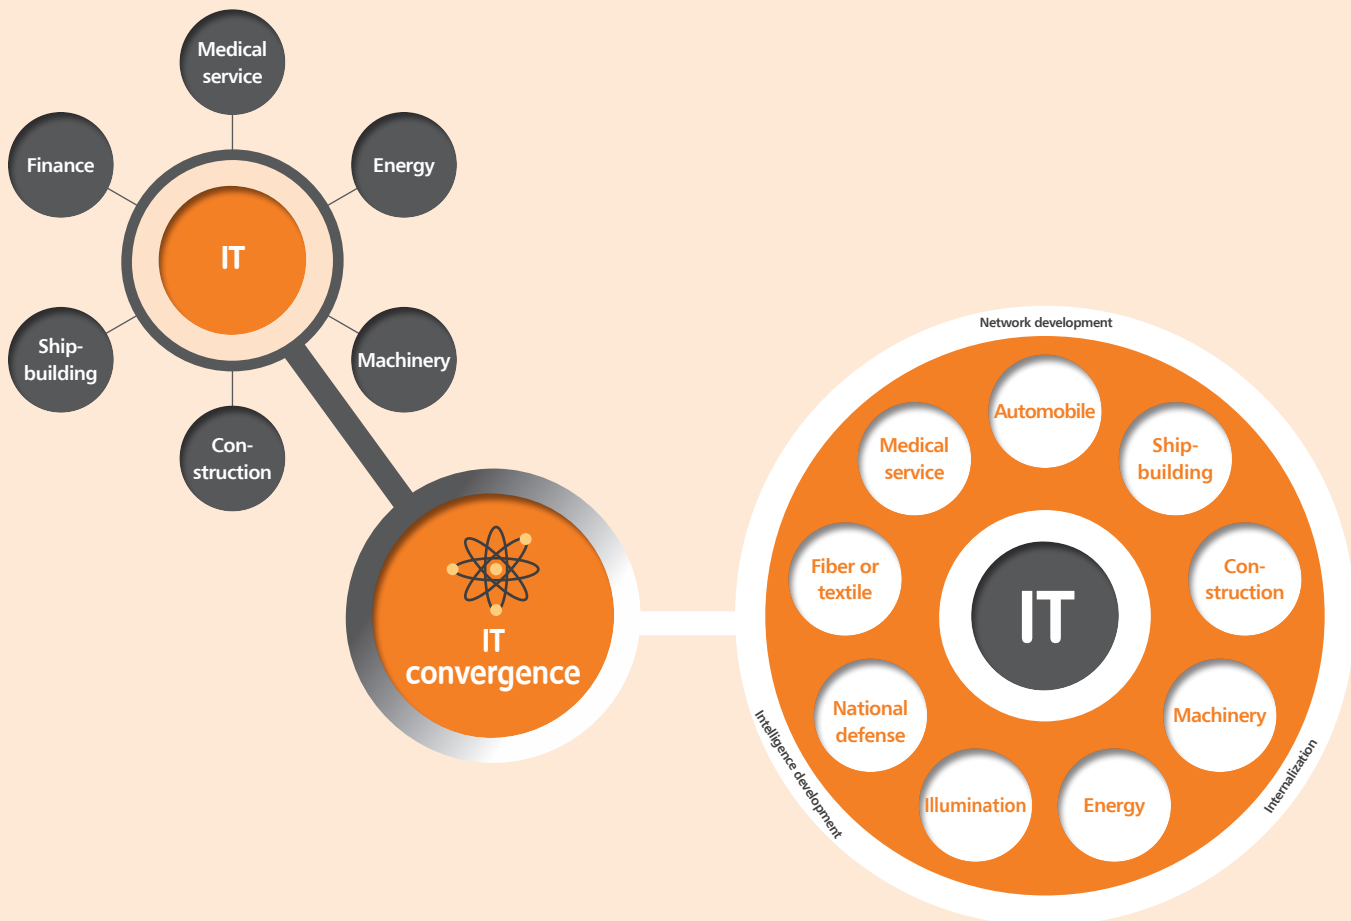 Medical
service
Finance
Energy
IT
Ship-
building
Machinery
Con-
struction
IT
convergence
Network development
Automobile
Medical
service
Ship-
building
Fiber or
textile
Con-
struction
IT
National
defense
Machinery
Illumination
Energy
Intelligence development
Internalization